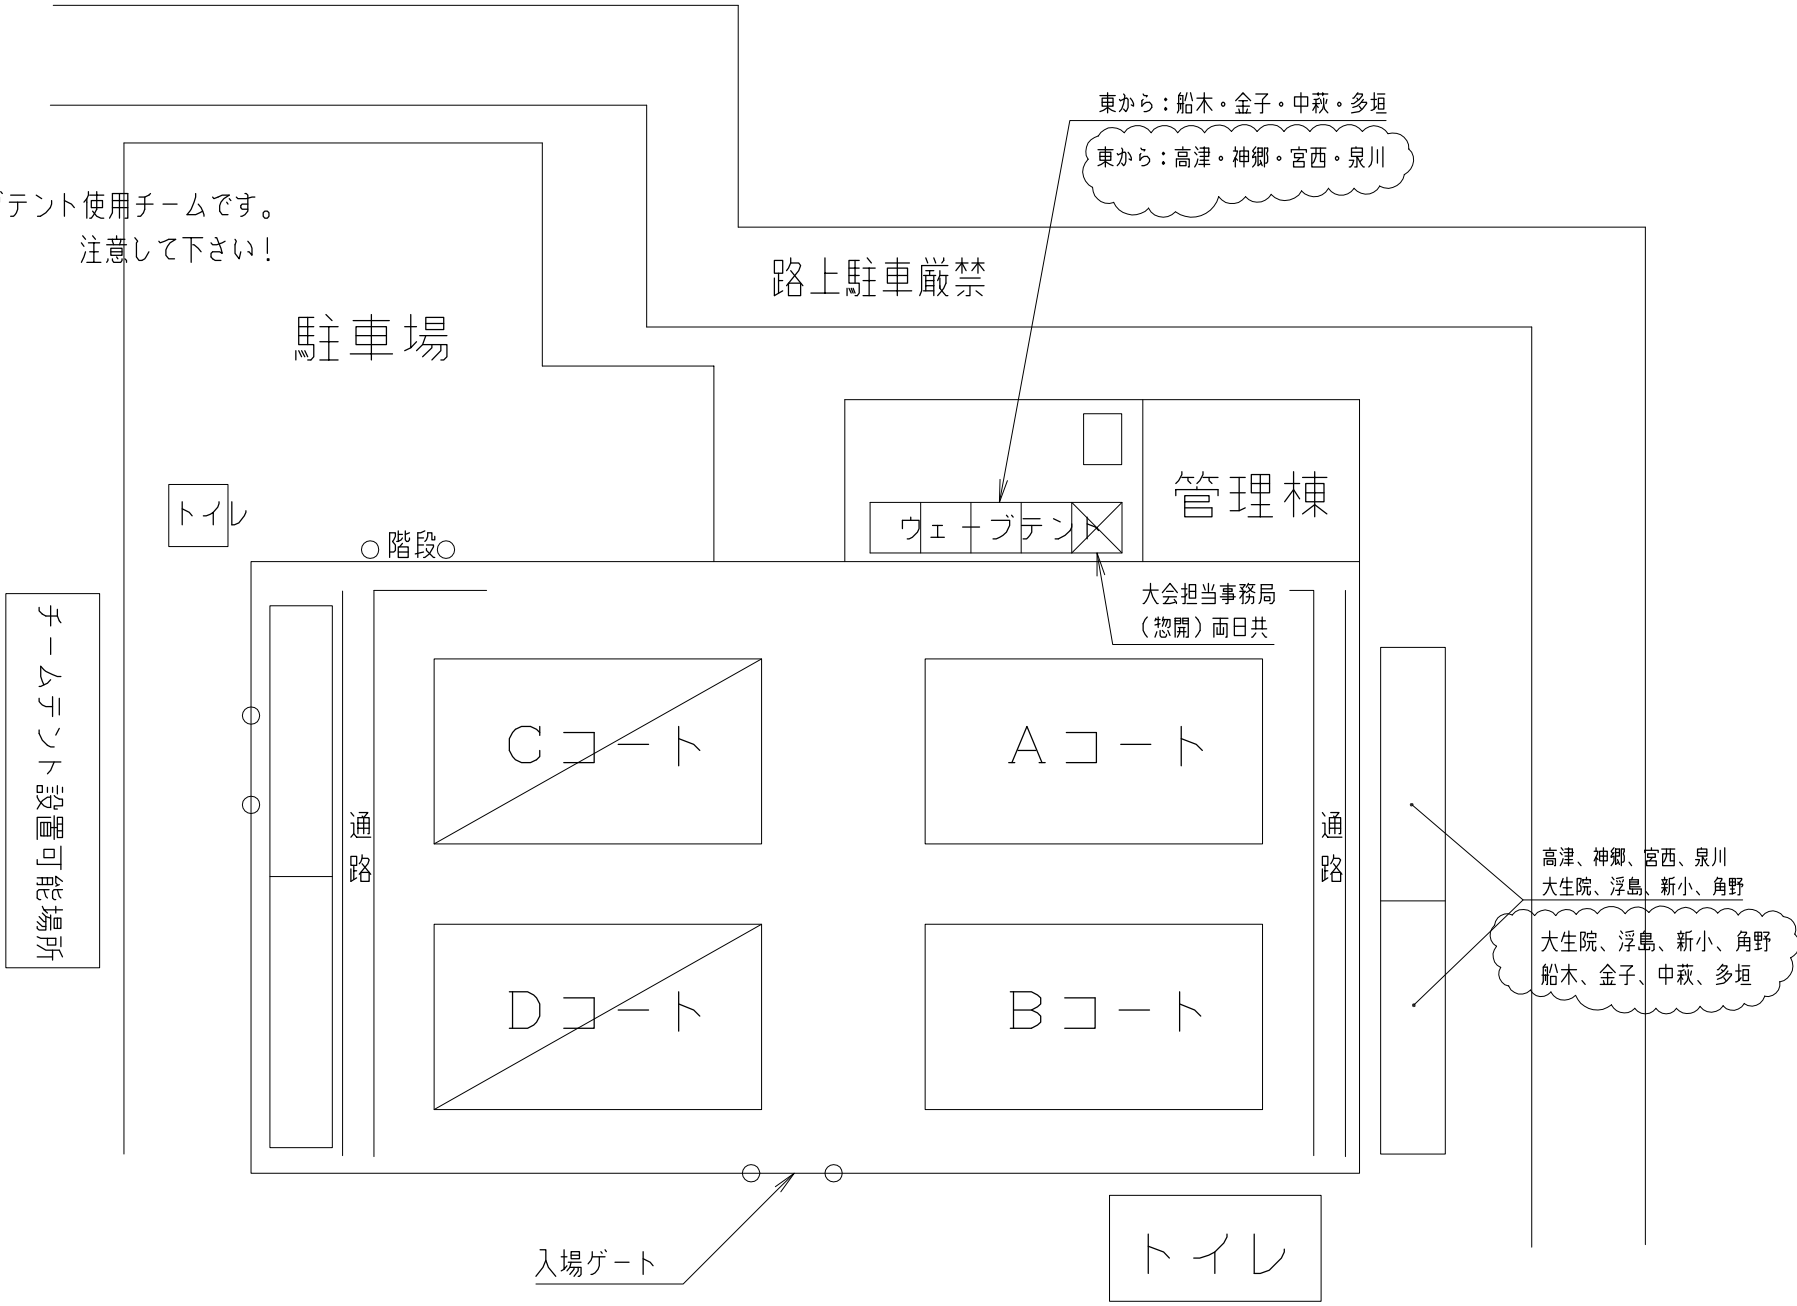 東から：船木・金子・中萩・多垣
東から：高津・神郷・宮西・泉川
テント使用チームです。
注意して下さい！
路上駐車厳禁
駐車場
管理棟
トイレ
ウェーブテント
階段
大会担当事務局
（惣開）両日共
チームテント設置可能場所
Cコート
Aコート
通路
通路
高津、神郷、宮西、泉川
大生院、浮島、新小、角野
大生院、浮島、新小、角野
船木、金子、中萩、多垣
Dコート
Bコート
入場ゲート
トイレ